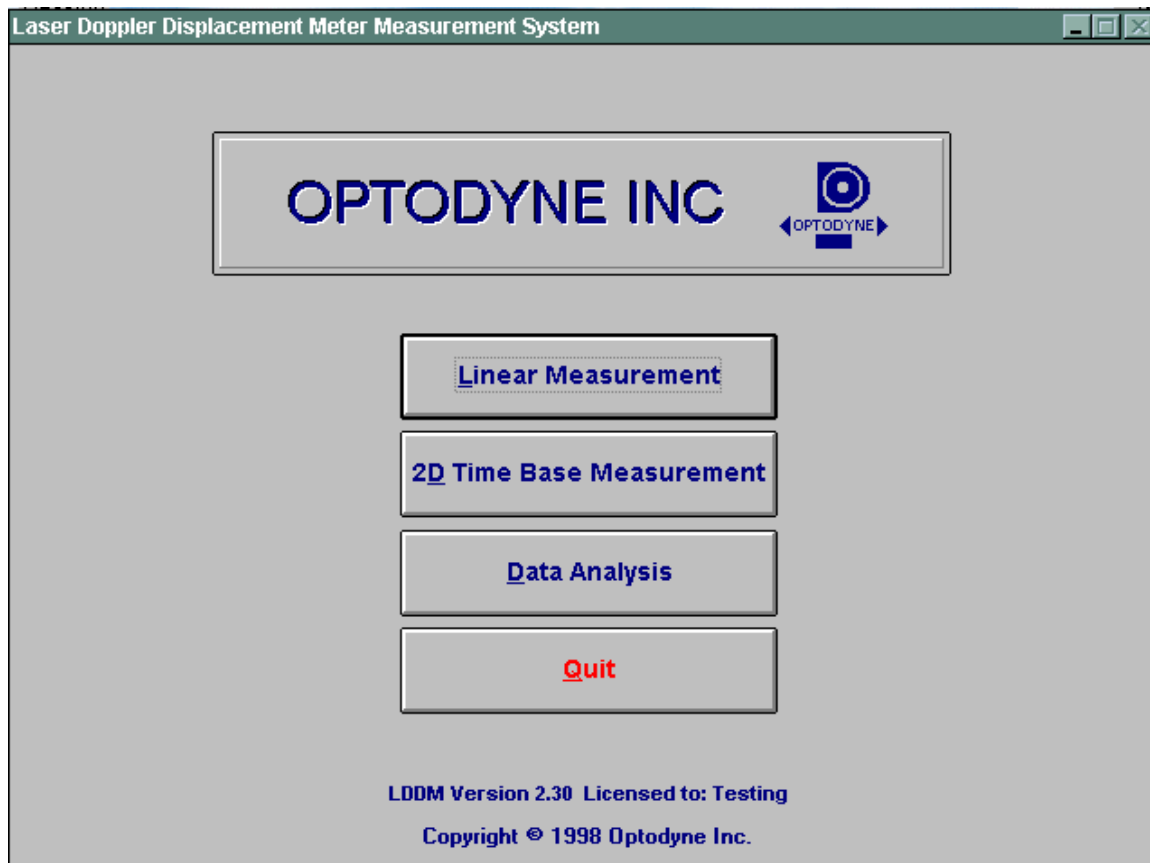 Laser Doppler Displacement Meter Measurement System
OPTODYNE INC
OPTODYNE
Linear Measurement
2D Time Base Measurement
Data Analysis
Quit
LDDM Version 2.30 Licensed to: Testing
Copyright © 1998 Optodyne Inc.